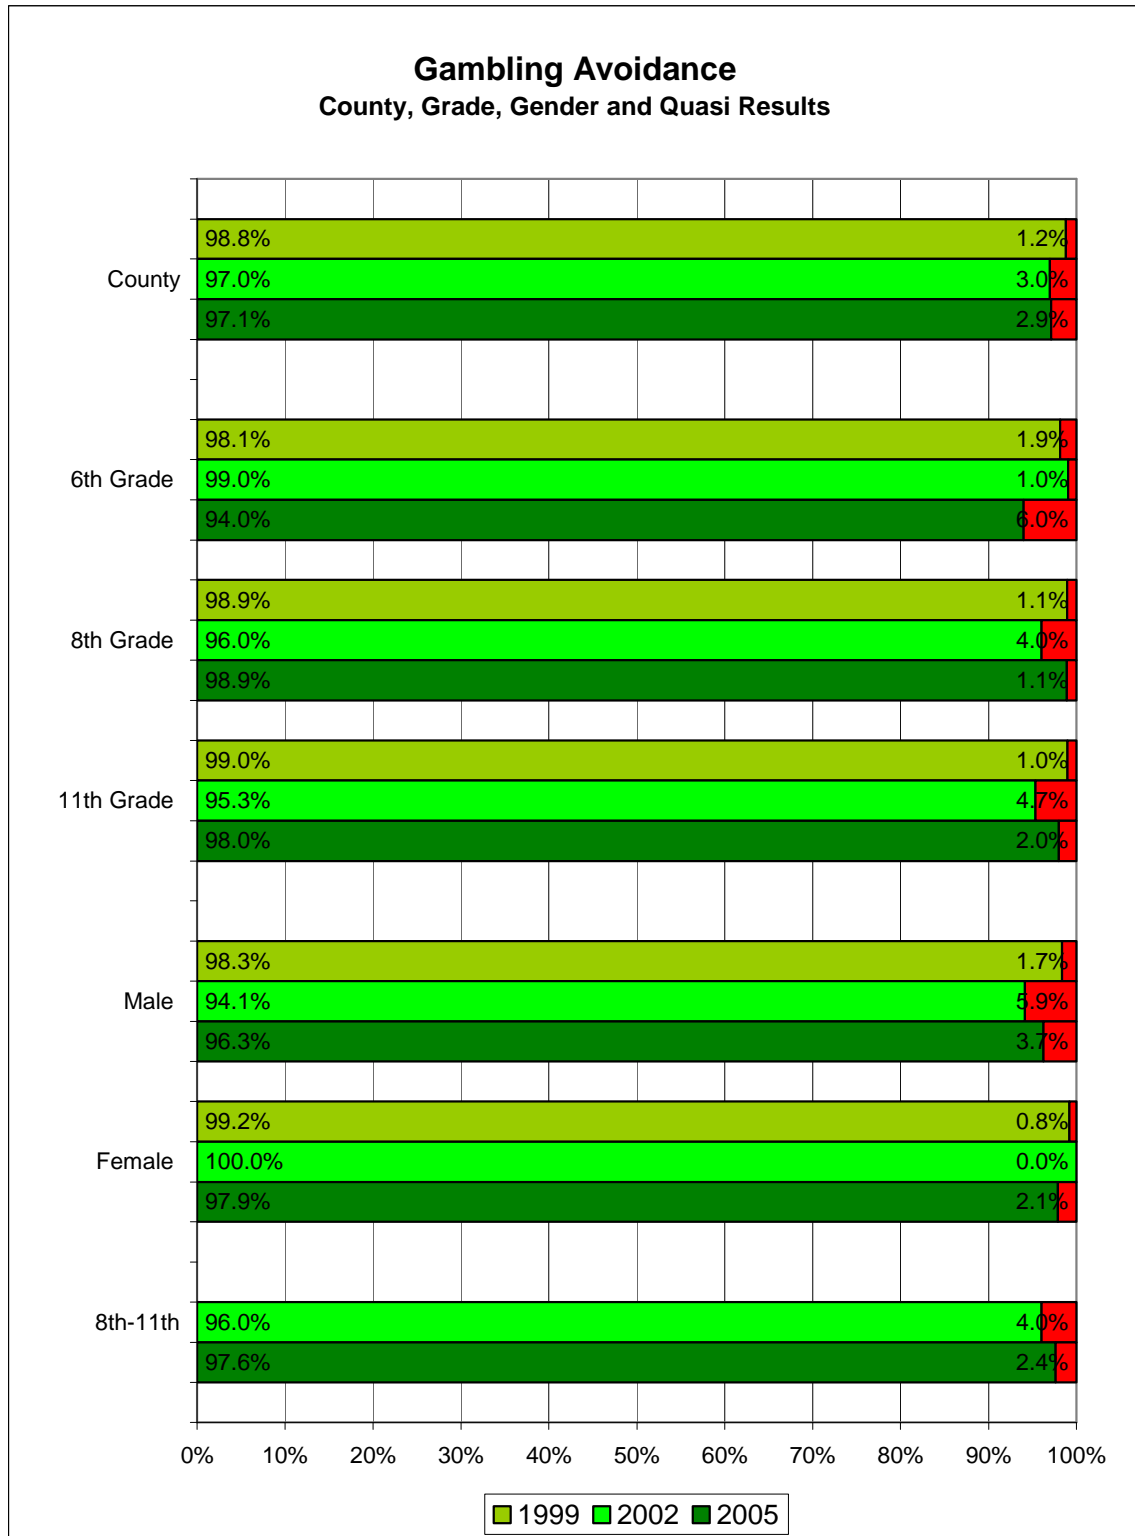 Gambling Avoidance
County, Grade, Gender and Quasi Results
98.8% 1.2%
County 97.0% 3.0%
97.1% 2.9%
98.1% 1.9%
6th Grade 99.0% 1.0%
94.0% 6.0%
98.9% 1.1%
8th Grade 96.0% 4.0%
98.9% 1.1%
99.0% 1.0%
11th Grade 95.3% 4.7%
98.0% 2.0%
98.3% 1.7%
Male 94.1% 5.9%
96.3% 3.7%
99.2% 0.8%
Female 100.0% 0.0%
97.9% 2.1%
8th-11th 96.0% 4.0%
97.6% 2.4%
0% 10% 20% 30% 40% 50% 60% 70% 80% 90% 100%
1999 2002 2005